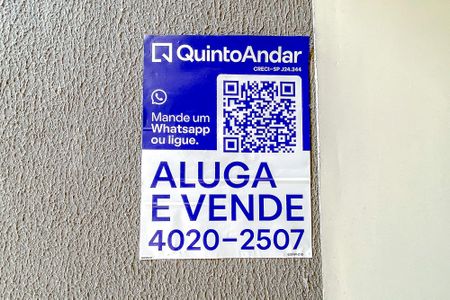 QuintoAndar
CRECI-SP J24.344
Mande um
Whatsapp
ou ligue.
ALUGA
E VENDE
4020-2507